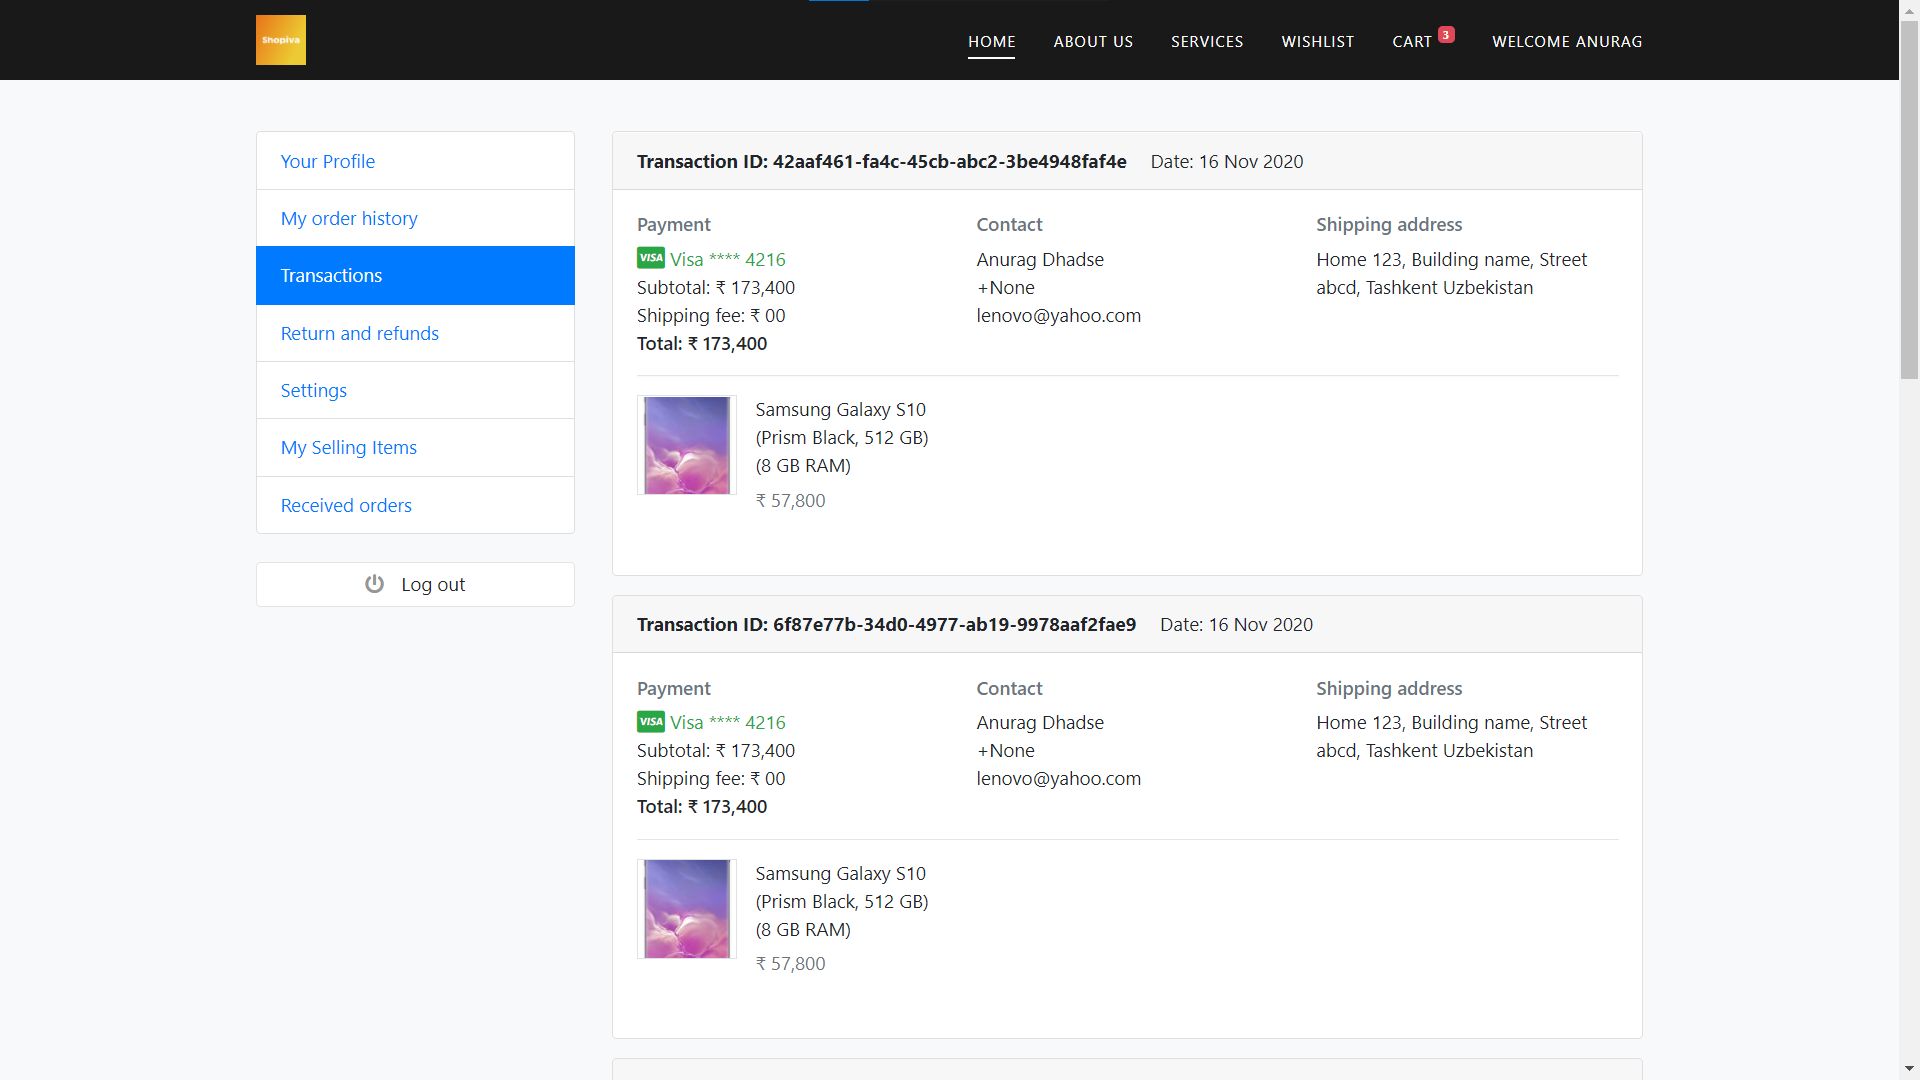 Shopiva
HOME
ABOUT US
SERVICES
WISHLIST
CART 3
WELCOME ANURAG
Your Profile
My order history
Transactions
Return and refunds
Settings
My Selling Items
Received orders
Log out
Transaction ID: 42aaf461-fa4c-45cb-abc2-3be4948faf4e Date: 16 Nov 2020
Payment
VISA Visa **** 4216
Subtotal: ₹ 173,400
Shipping fee: ₹ 00
Total: ₹ 173,400
Contact
Anurag Dhadse
+None
lenovo@yahoo.com
Shipping address
Home 123, Building name, Street
abcd, Tashkent Uzbekistan
Samsung Galaxy S10
(Prism Black, 512 GB)
(8 GB RAM)
₹ 57,800
Transaction ID: 6f87e77b-34d0-4977-ab19-9978aaf2fae9 Date: 16 Nov 2020
Payment
VISA Visa **** 4216
Subtotal: ₹ 173,400
Shipping fee: ₹ 00
Total: ₹ 173,400
Contact
Anurag Dhadse
+None
lenovo@yahoo.com
Shipping address
Home 123, Building name, Street
abcd, Tashkent Uzbekistan
Samsung Galaxy S10
(Prism Black, 512 GB)
(8 GB RAM)
₹ 57,800